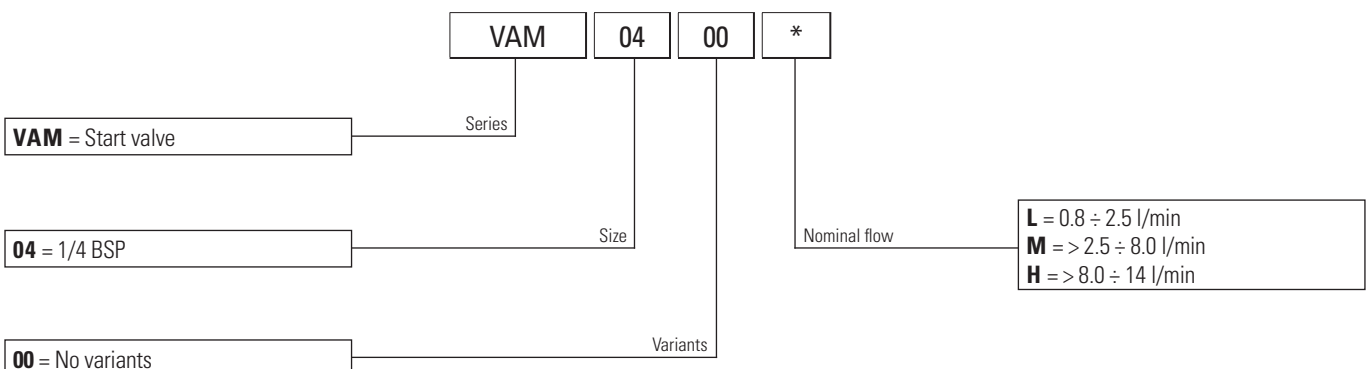 VAM 04 00 *
Series
VAM = Start valve
Size
04 = 1/4 BSP
Nominal flow
L = 0.8 ÷ 2.5 l/min
M = > 2.5 ÷ 8.0 l/min
H = > 8.0 ÷ 14 l/min
Variants
00 = No variants